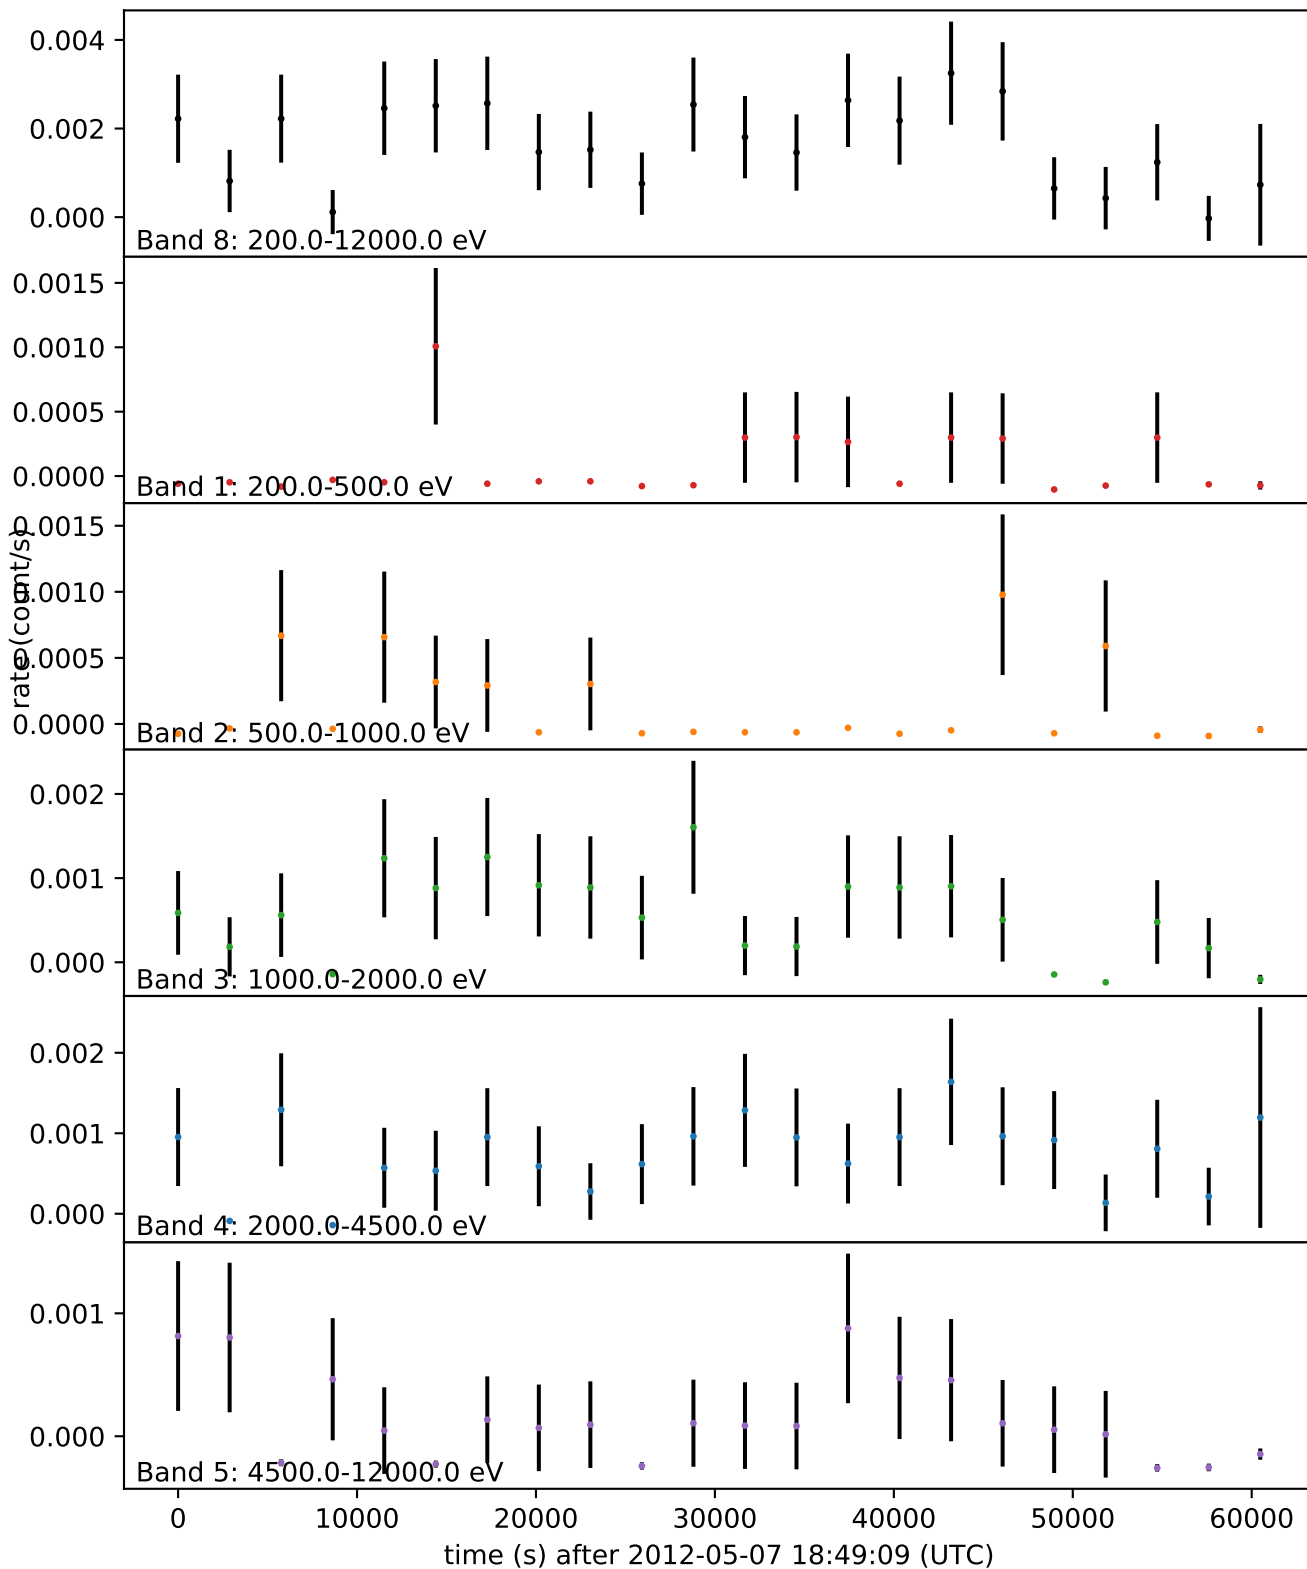 0.004
0.002
0.000
Band 8: 200.0-12000.0 eV
0.0015
0.0010
0.0005
0.0000
Band 1: 200.0-500.0 eV
rate (count/s)
0.0015
0.0010
0.0005
0.0000
Band 2: 500.0-1000.0 eV
0.002
0.001
0.000
Band 3: 1000.0-2000.0 eV
0.002
0.001
0.000
Band 4: 2000.0-4500.0 eV
0.001
0.000
Band 5: 4500.0-12000.0 eV
0 10000 20000 30000 40000 50000 60000
time (s) after 2012-05-07 18:49:09 (UTC)